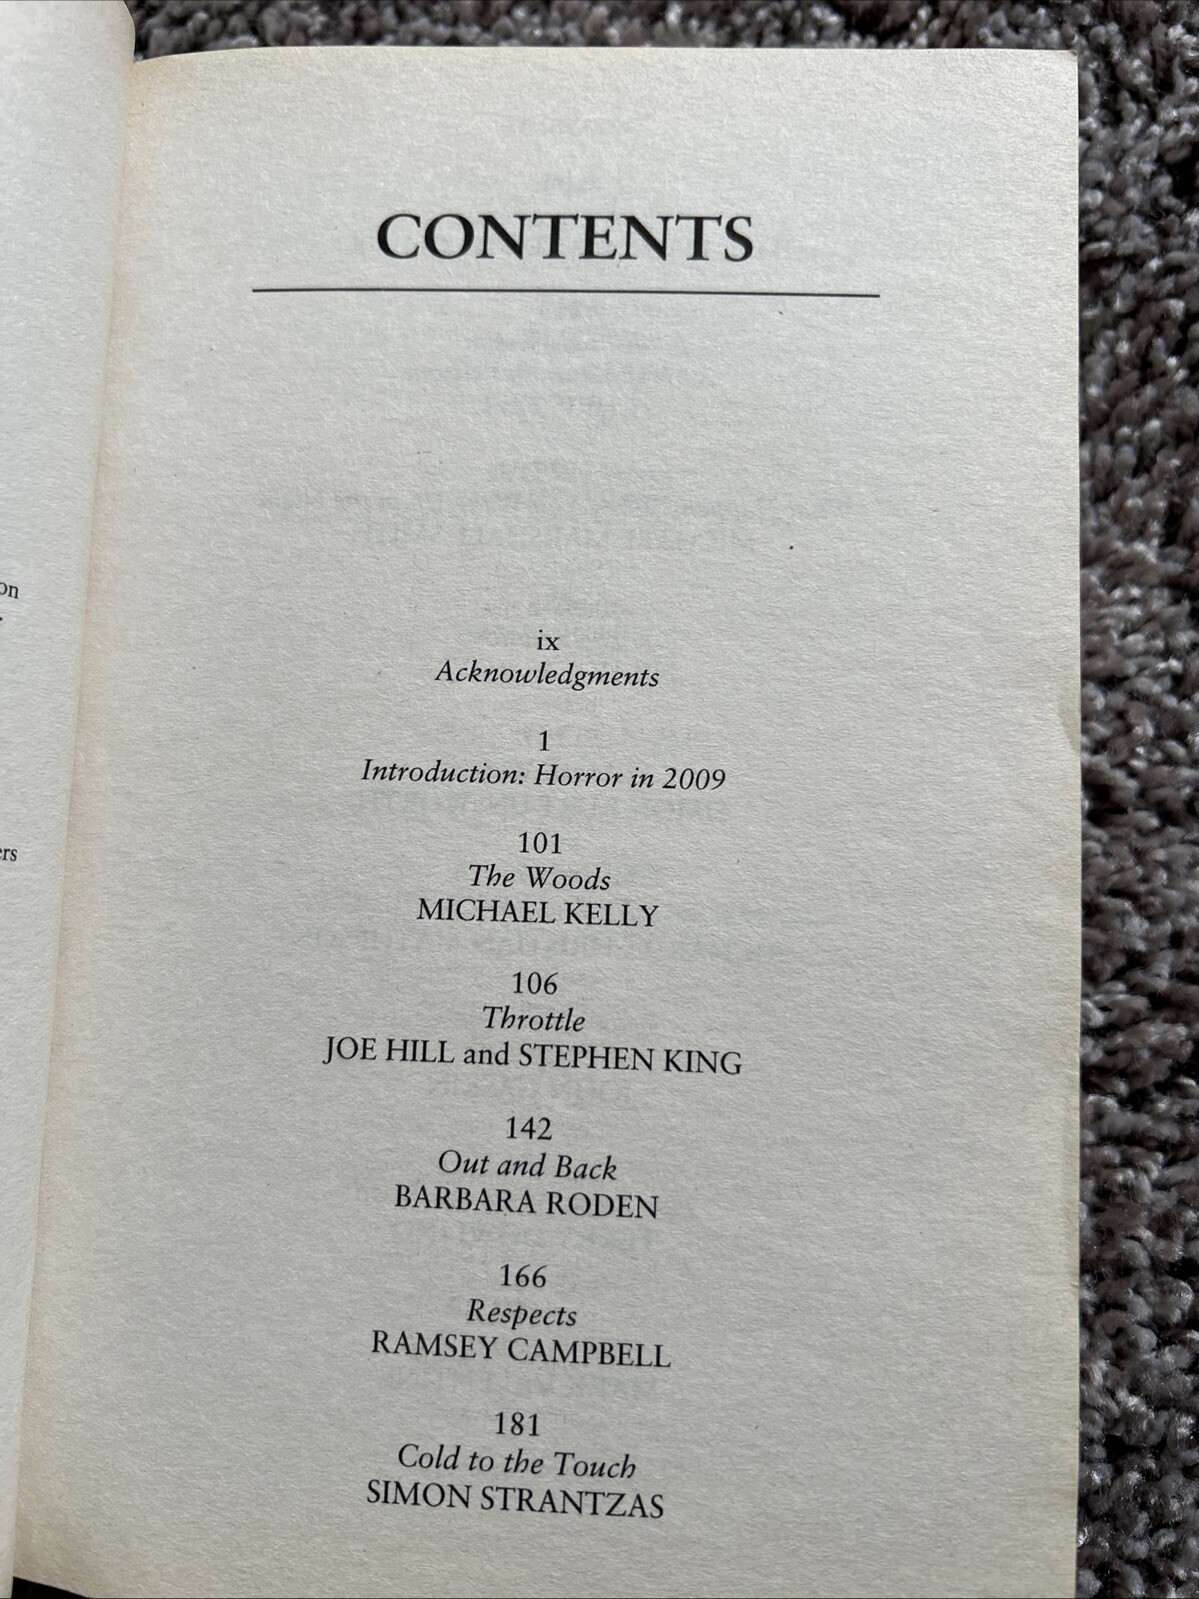 CONTENTS
ix
Acknowledgments
1
Introduction: Horror in 2009
101
The Woods
MICHAEL KELLY
106
Throttle
JOE HILL and STEPHEN KING
142
Out and Back
BARBARA RODEN
166
Respects
RAMSEY CAMPBELL
181
Cold to the Touch
SIMON STRANTZAS